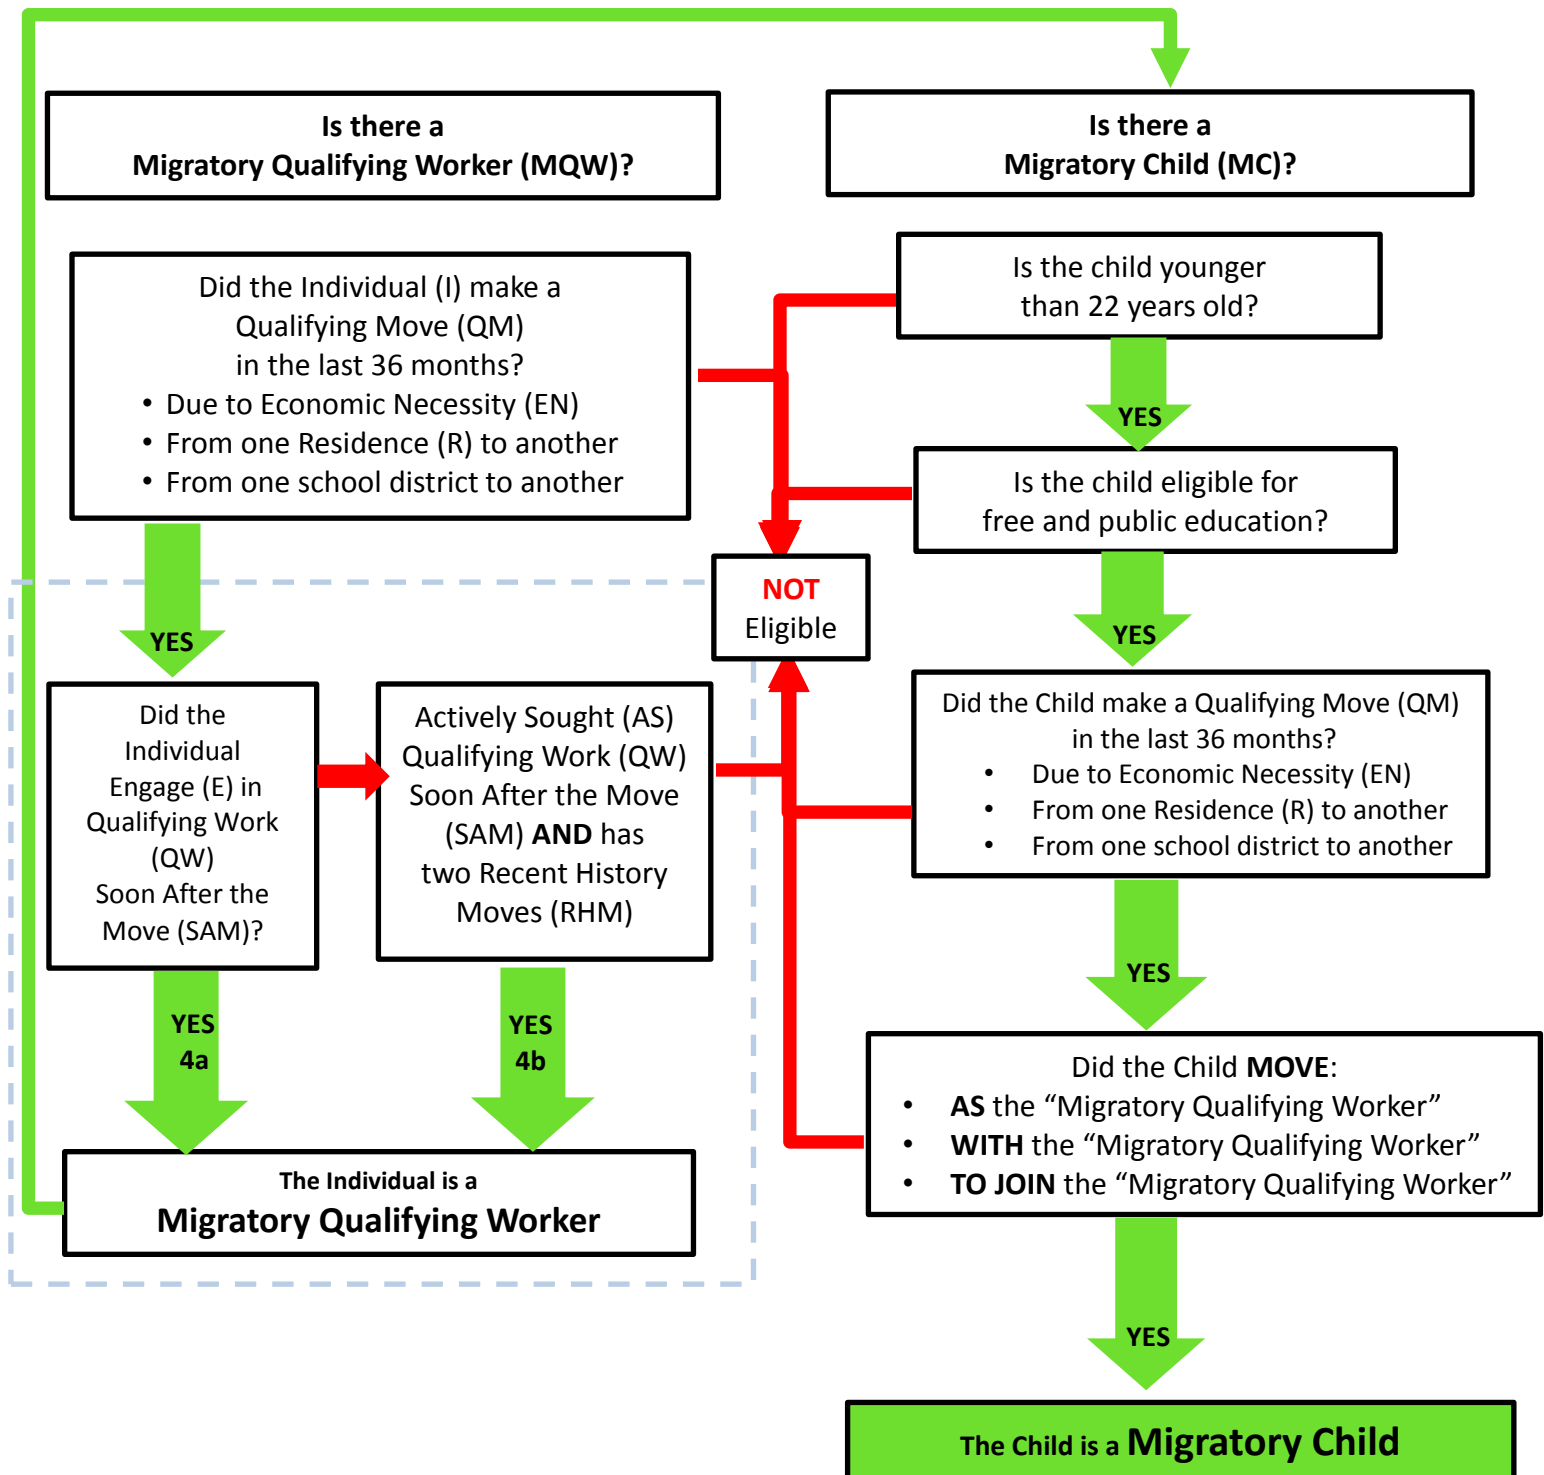 Is there a
Migratory Qualifying Worker (MQW)?
Did the Individual (I) make a
Qualifying Move (QM)
in the last 36 months?
• Due to Economic Necessity (EN)
• From one Residence (R) to another
• From one school district to another
YES
Did the
Individual
Engage (E) in
Qualifying Work
(QW)
Soon After the
Move (SAM)?
Actively Sought (AS)
Qualifying Work (QW)
Soon After the Move
(SAM) AND has
two Recent History
Moves (RHM)
YES
4a
YES
4b
The Individual is a
Migratory Qualifying Worker
NOT
Eligible
Is there a
Migratory Child (MC)?
Is the child younger
than 22 years old?
YES
Is the child eligible for
free and public education?
YES
Did the Child make a Qualifying Move (QM)
in the last 36 months?
• Due to Economic Necessity (EN)
• From one Residence (R) to another
• From one school district to another
YES
Did the Child MOVE:
• AS the “Migratory Qualifying Worker”
• WITH the “Migratory Qualifying Worker”
• TO JOIN the “Migratory Qualifying Worker”
YES
The Child is a Migratory Child